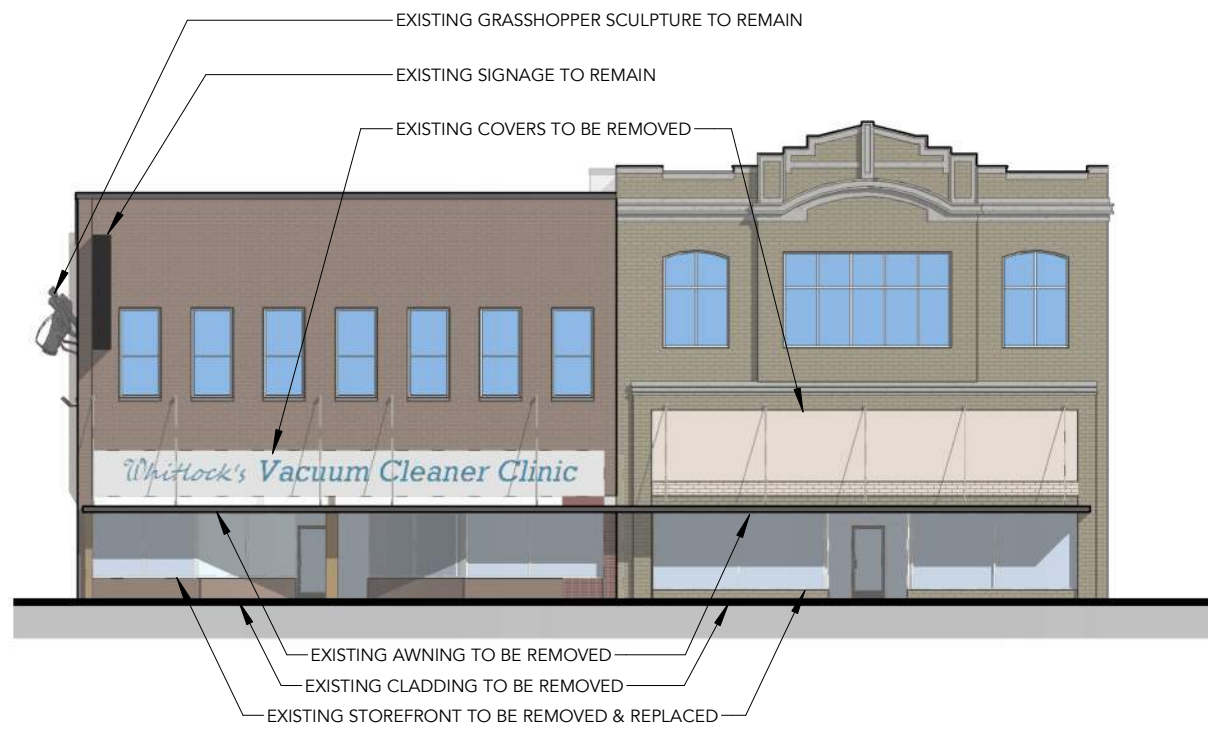 EXISTING GRASSHOPPER SCULPTURE TO REMAIN
EXISTING SIGNAGE TO REMAIN
EXISTING COVERS TO BE REMOVED
Whitlock's Vacuum Cleaner Clinic
EXISTING AWNING TO BE REMOVED
EXISTING CLADDING TO BE REMOVED
EXISTING STOREFRONT TO BE REMOVED & REPLACED